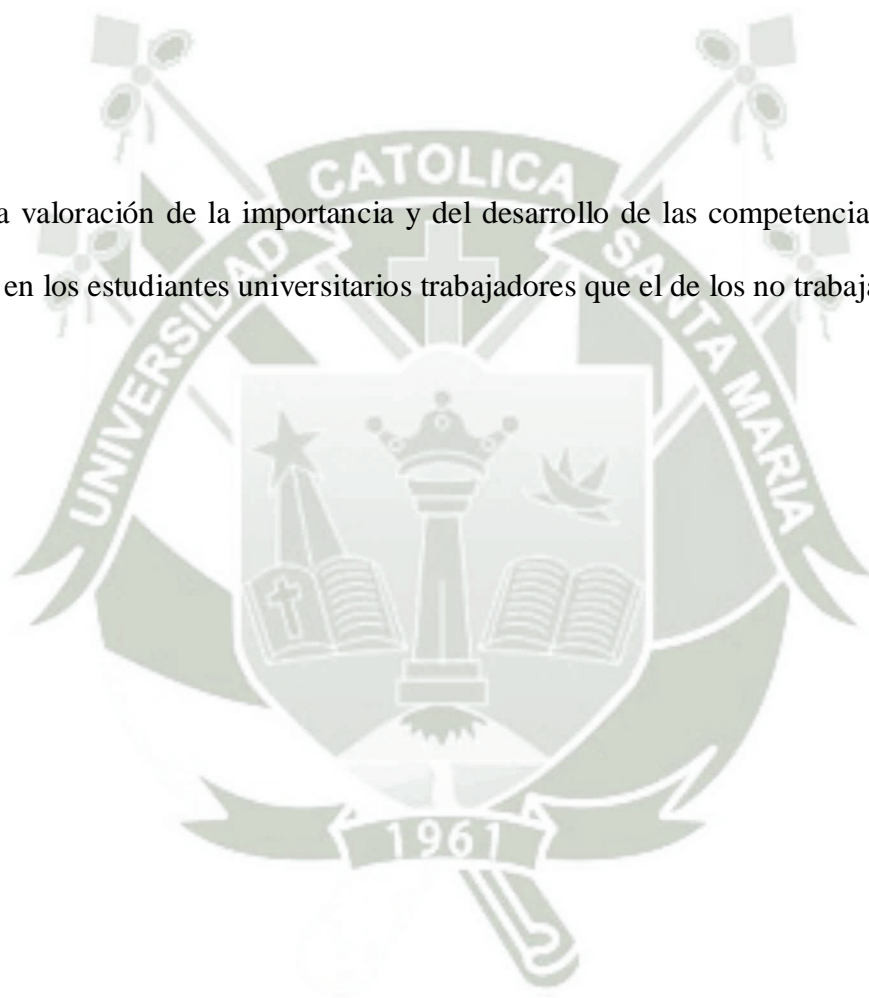 CATOLICA
a valoración de la importancia y del desarrollo de las competencia
UNIVERSIDAD
SANTA MARIA
en los estudiantes universitarios trabajadores que el de los no trabaja
1961